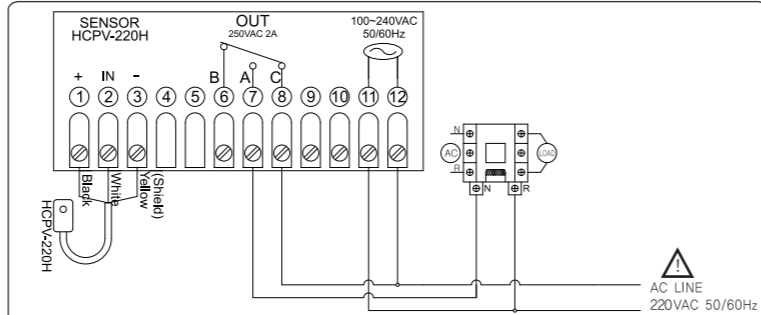 SENSOR
HCPV-220H
OUT
250VAC 2A
100~240VAC
50/60Hz
B A C
+ IN −
① ② ③ ④ ⑤ ⑥ ⑦ ⑧ ⑨ ⑩ ⑪ ⑫
Black
White
Yellow
(Shield)
HCPV-220H
N
AC
R
LOAD
N R
AC LINE
220VAC 50/60Hz